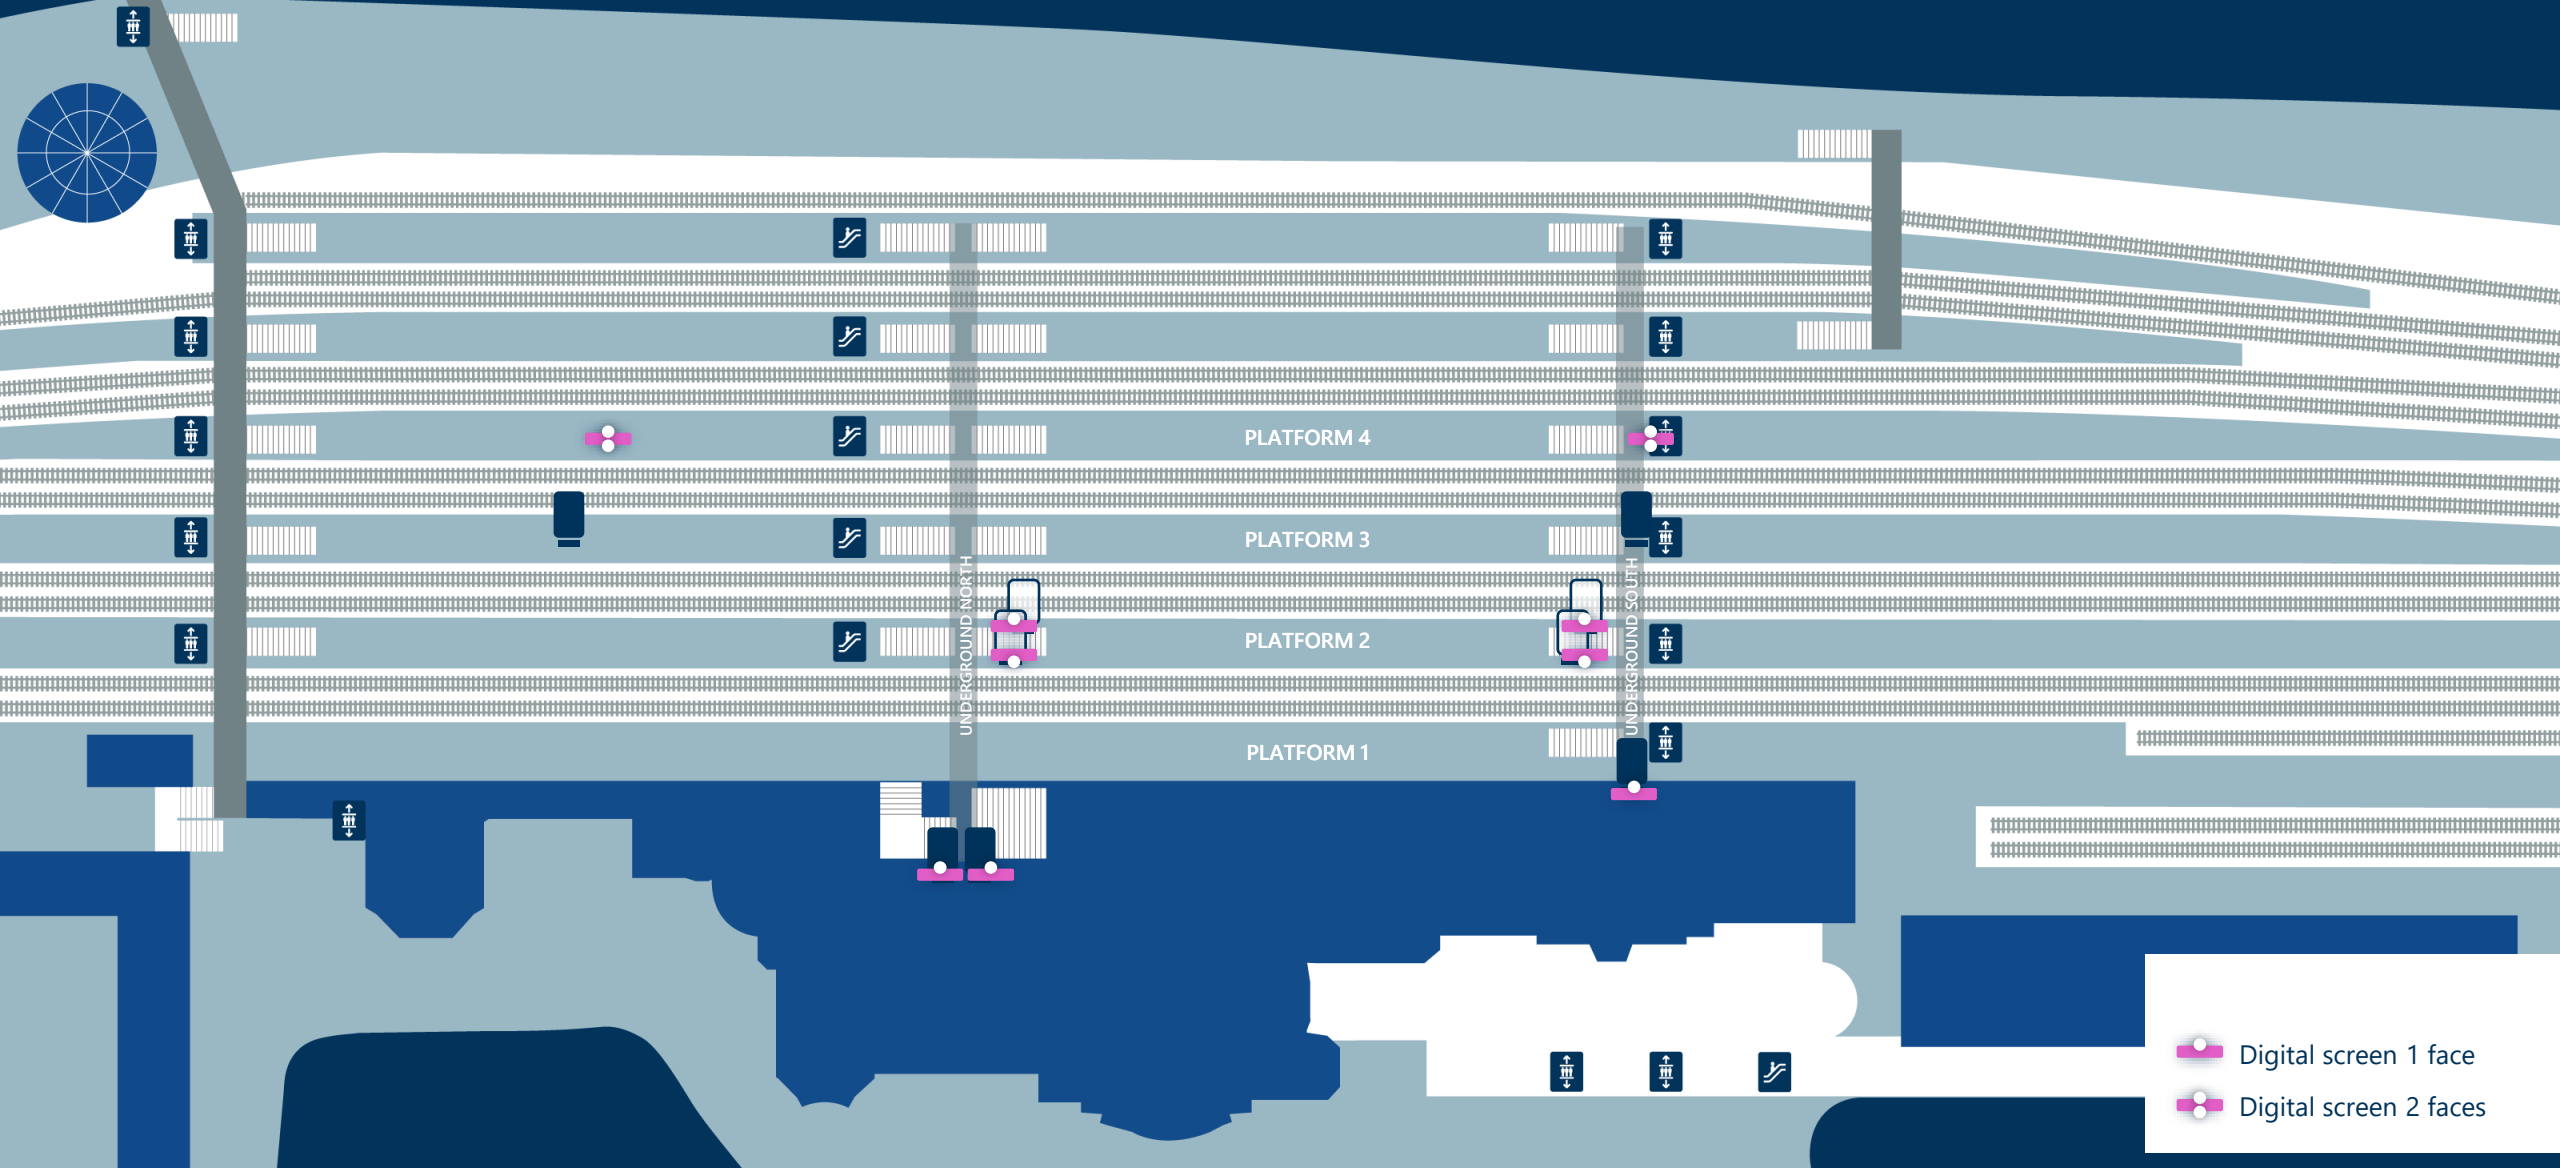 PLATFORM 4
PLATFORM 3
UNDERGROUND NORTH
UNDERGROUND SOUTH
PLATFORM 2
PLATFORM 1
Digital screen 1 face
Digital screen 2 faces